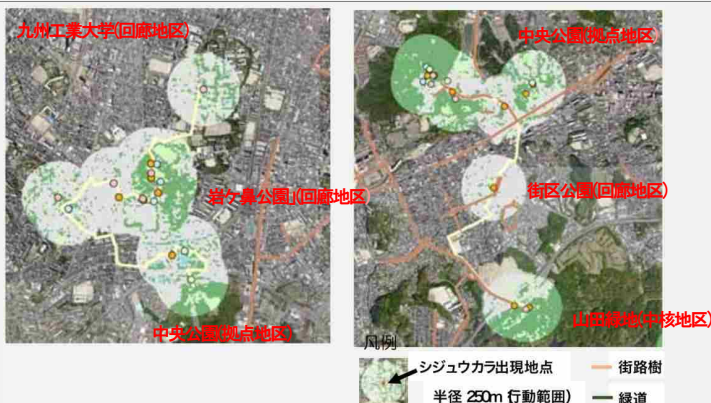 九州工業大学(回廊地区)
中央公園(拠点地区)
岩ケ鼻公園」(回廊地区
街区公園(回廊地区)
中央公園(拠点地区)
山田緑地(中核地区)
凡例
シジュウカラ出現地点
街路樹
半径 250m 行動範囲)
緑道